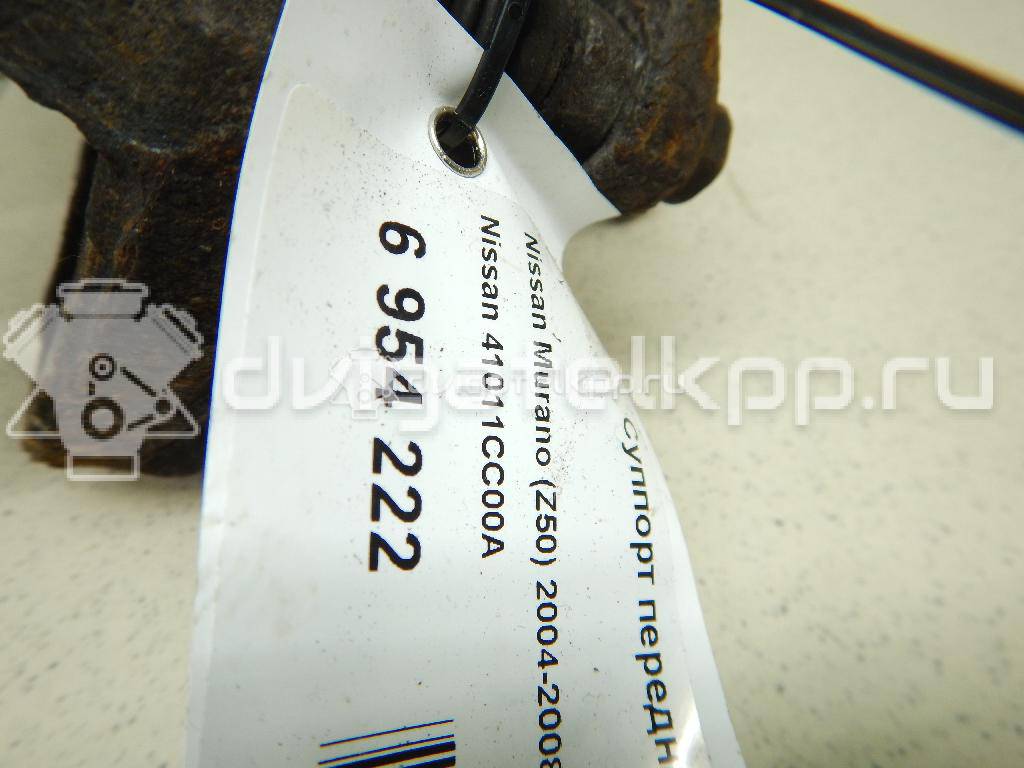 Суппорт передн
Nissan Murano (Z50) 2004-2008
Nissan 41011CC00A
6 954 222
dvigatelkpp.ru